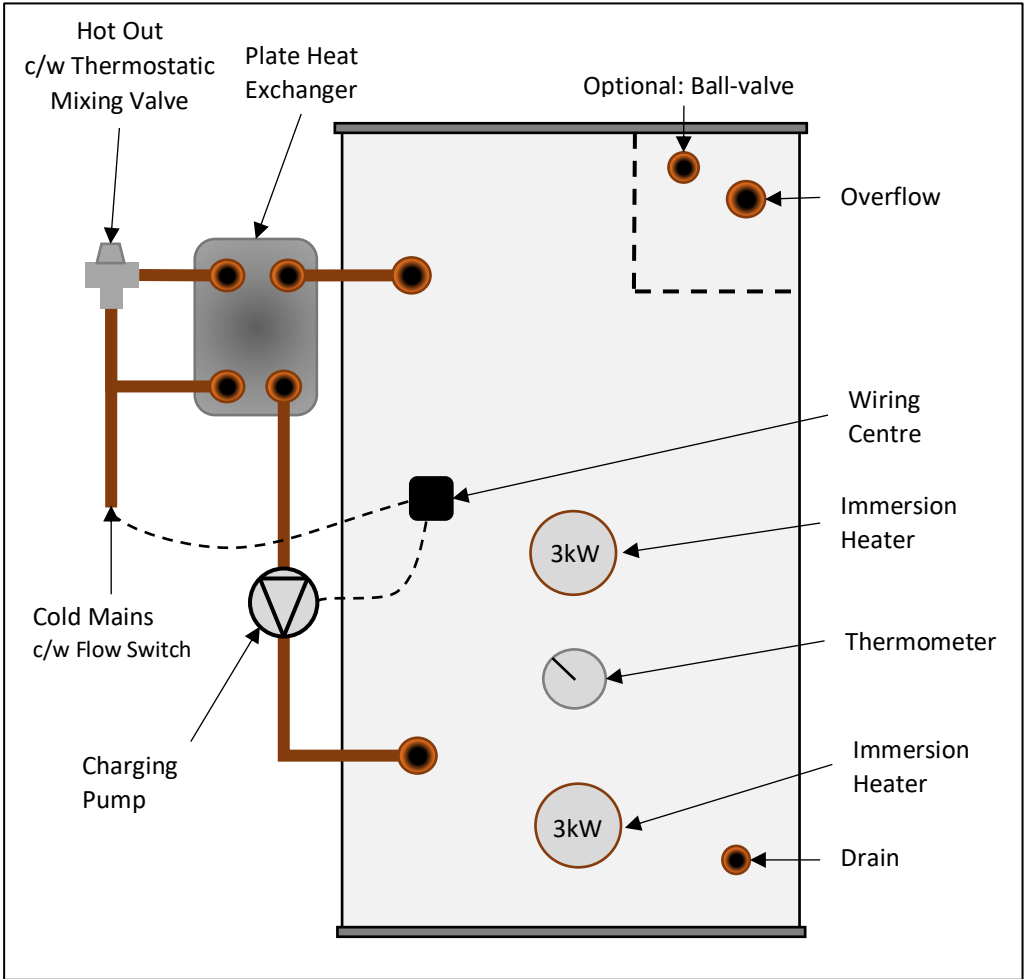 Hot Out
c/w Thermostatic
Mixing Valve
Plate Heat
Exchanger
Optional: Ball-valve
Overflow
Wiring
Centre
Immersion
Heater
3kW
Thermometer
Cold Mains
c/w Flow Switch
Charging
Pump
Immersion
Heater
3kW
Drain